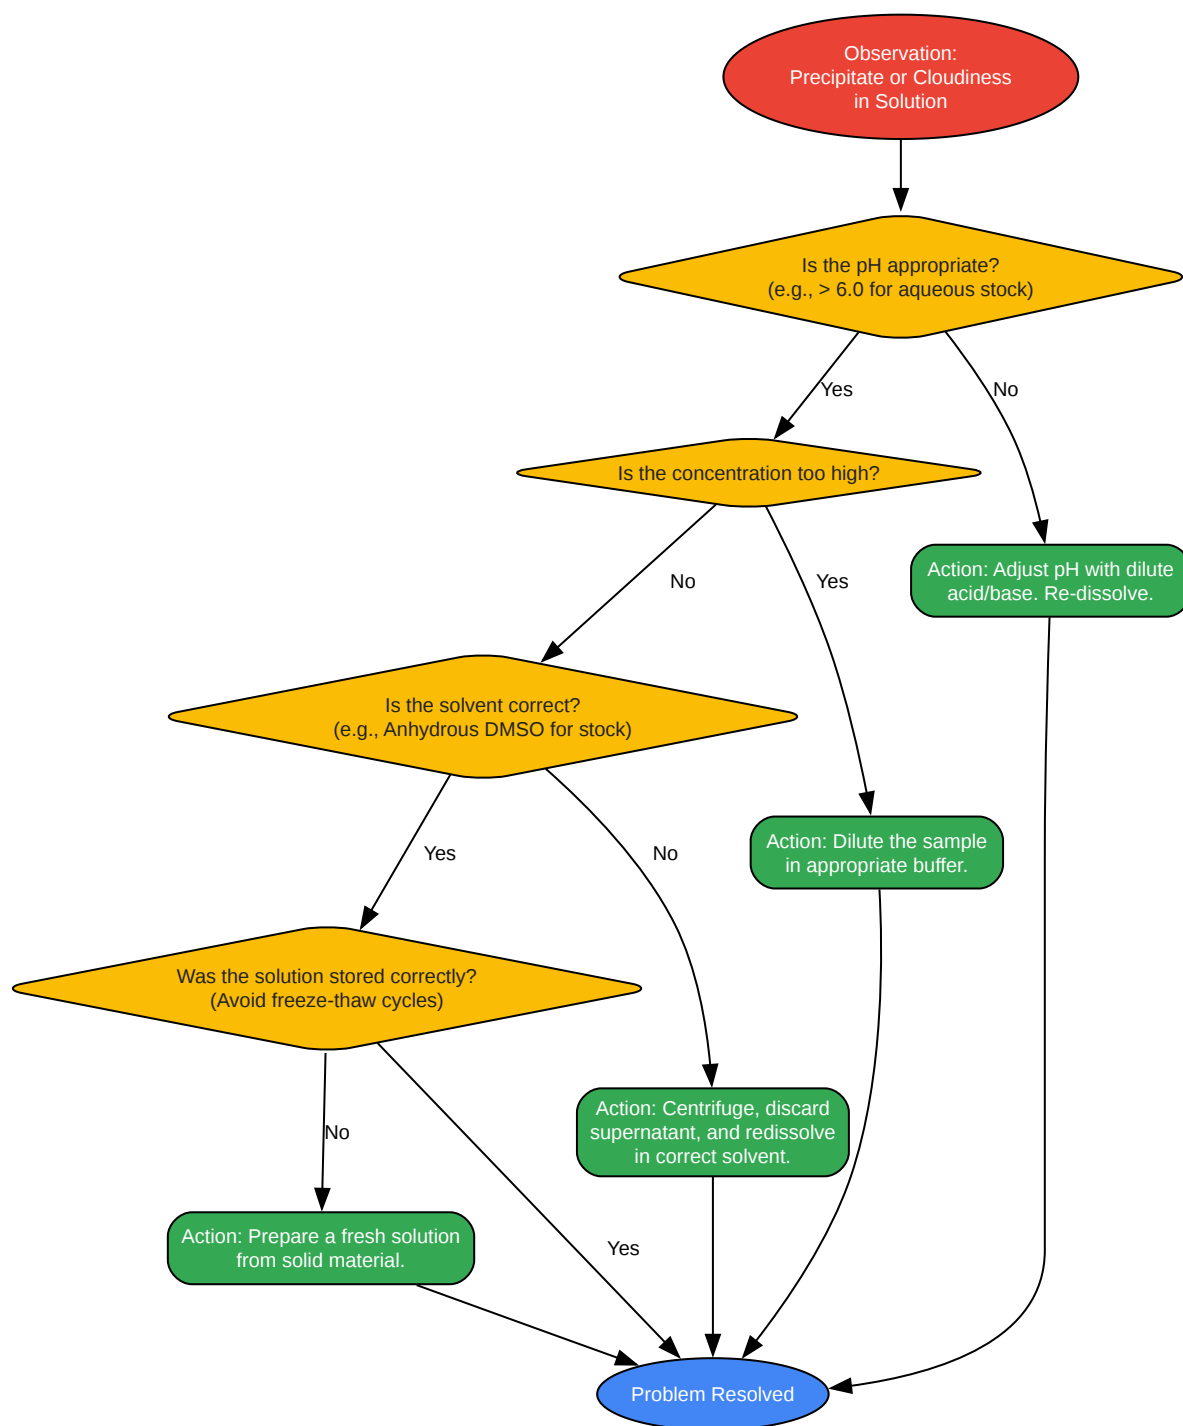 Observation:
Precipitate or Cloudiness
in Solution
Is the pH appropriate?
(e.g., > 6.0 for aqueous stock)
Yes
No
Is the concentration too high?
No
Yes
Action: Adjust pH with dilute
acid/base. Re-dissolve.
Is the solvent correct?
(e.g., Anhydrous DMSO for stock)
Yes
No
Action: Dilute the sample
in appropriate buffer.
Was the solution stored correctly?
(Avoid freeze-thaw cycles)
No
Yes
Action: Centrifuge, discard
supernatant, and redissolve
in correct solvent.
Action: Prepare a fresh solution
from solid material.
Problem Resolved